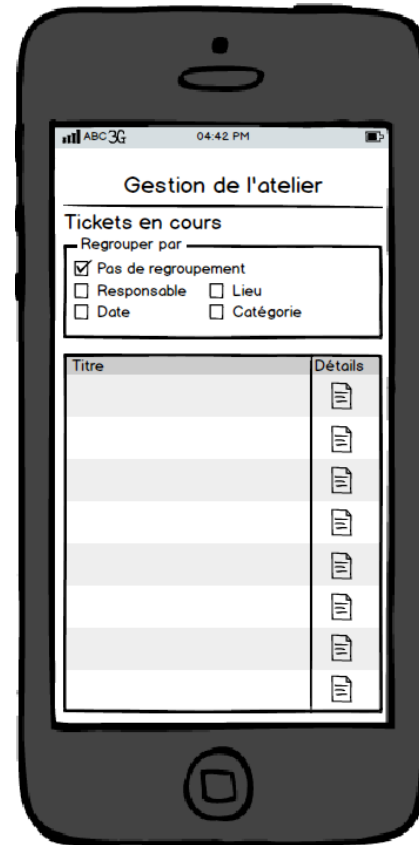 ABC 3G 04:42 PM
Gestion de l'atelier
Tickets en cours
Regrouper par
Pas de regroupement
Responsable Lieu
Date Catégorie
Titre Détails